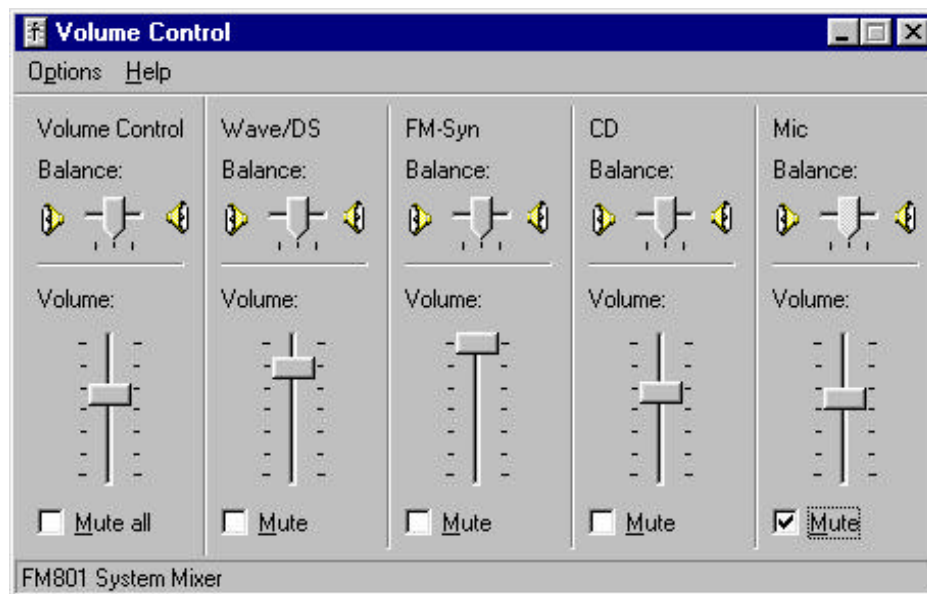 Volume Control
Options Help
Volume Control Wave/DS FM-Syn CD Mic
Balance: Balance: Balance: Balance: Balance:
Volume: Volume: Volume: Volume: Volume:
Mute all Mute Mute Mute Mute
FM801 System Mixer